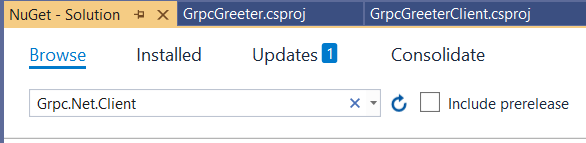 NuGet - Solution GrpcGreeter.csproj GrpcGreeterClient.csproj
Browse Installed Updates 1 Consolidate
Grpc.Net.Client Include prerelease